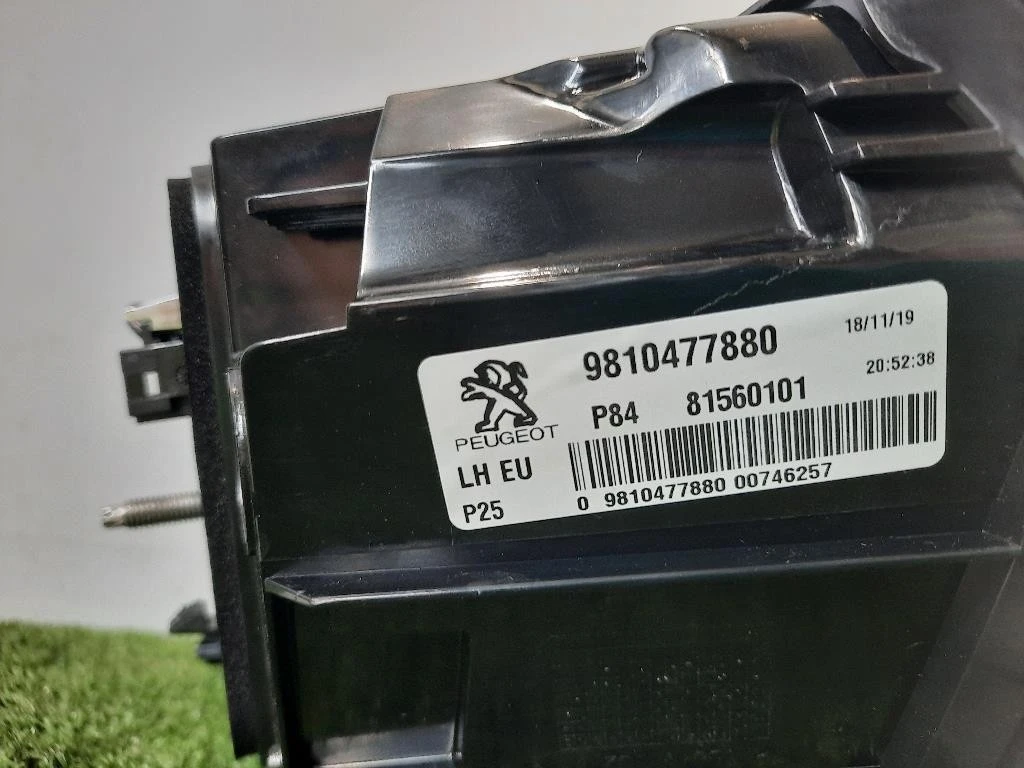 9810477880
18/11/19
20:52:38
P84 81560101
PEUGEOT
LH EU
P25
0 9810477880 00746257